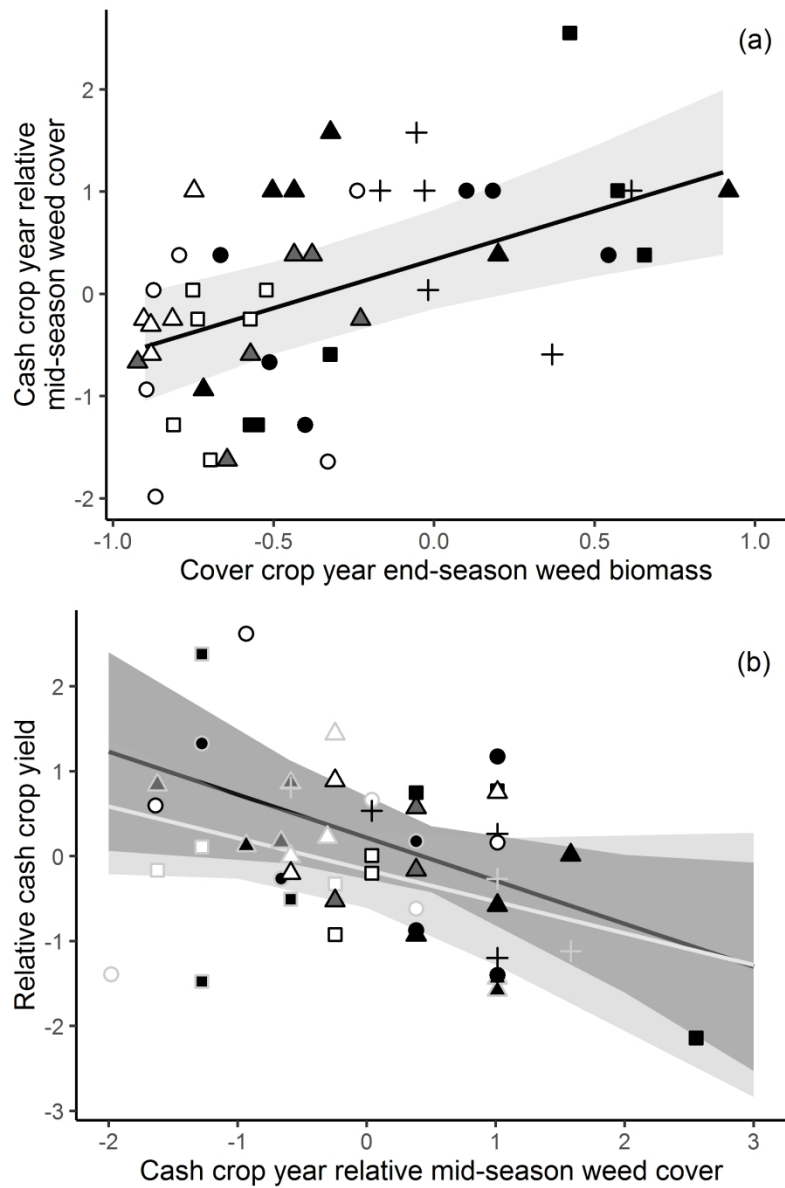 (a)
Cash crop year relative
mid-season weed cover
2
1
0
-1
-2
-1.0 -0.5 0.0 0.5 1.0
Cover crop year end-season weed biomass
(b)
Relative cash crop yield
2
1
0
-1
-2
-3
-2 -1 0 1 2 3
Cash crop year relative mid-season weed cover